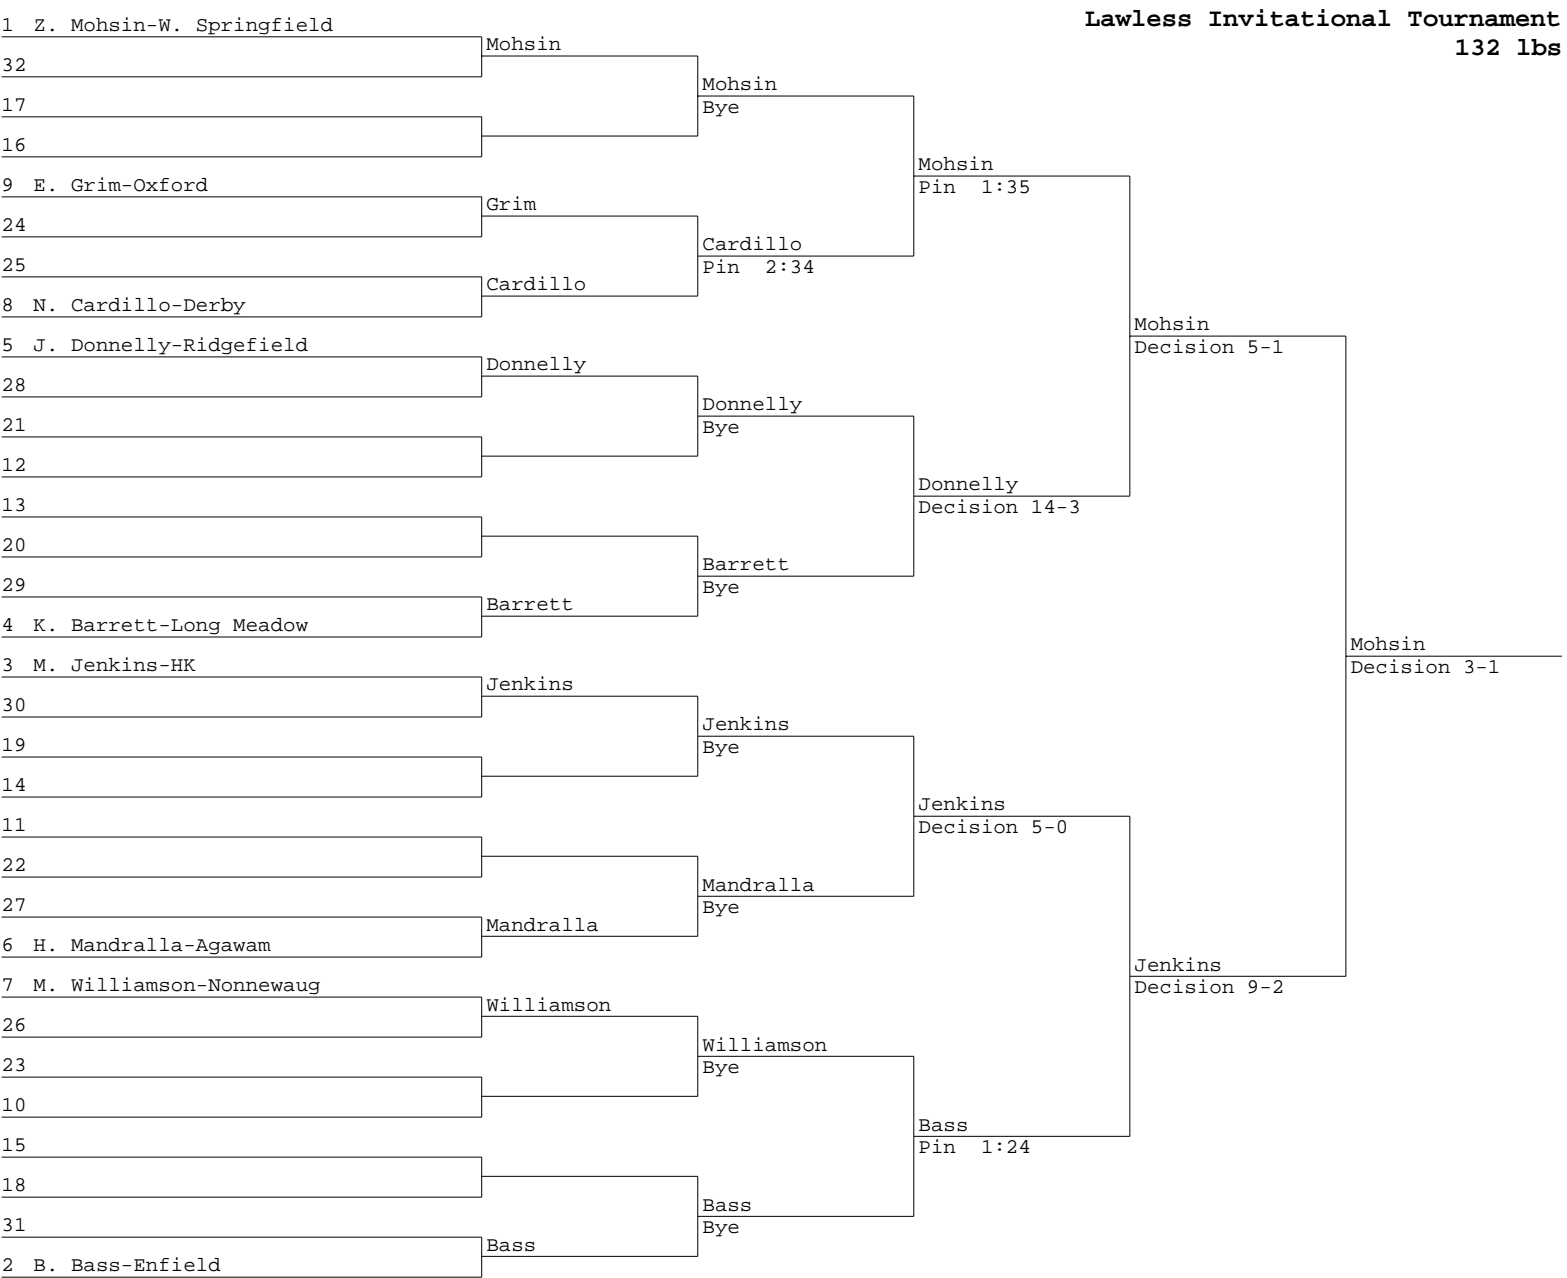 Lawless Invitational Tournament
132 lbs
1 Z. Mohsin-W. Springfield
32
17
16
9 E. Grim-Oxford
24
25
8 N. Cardillo-Derby
5 J. Donnelly-Ridgefield
28
21
12
13
20
29
4 K. Barrett-Long Meadow
3 M. Jenkins-HK
30
19
14
11
22
27
6 H. Mandralla-Agawam
7 M. Williamson-Nonnewaug
26
23
10
15
18
31
2 B. Bass-Enfield
Mohsin
Grim
Cardillo
Donnelly
Barrett
Jenkins
Mandralla
Williamson
Bass
Mohsin
Bye
Cardillo
Pin 2:34
Donnelly
Bye
Barrett
Bye
Jenkins
Bye
Mandralla
Bye
Williamson
Bye
Bass
Bye
Mohsin
Pin 1:35
Donnelly
Decision 14-3
Jenkins
Decision 5-0
Bass
Pin 1:24
Mohsin
Decision 5-1
Jenkins
Decision 9-2
Mohsin
Decision 3-1